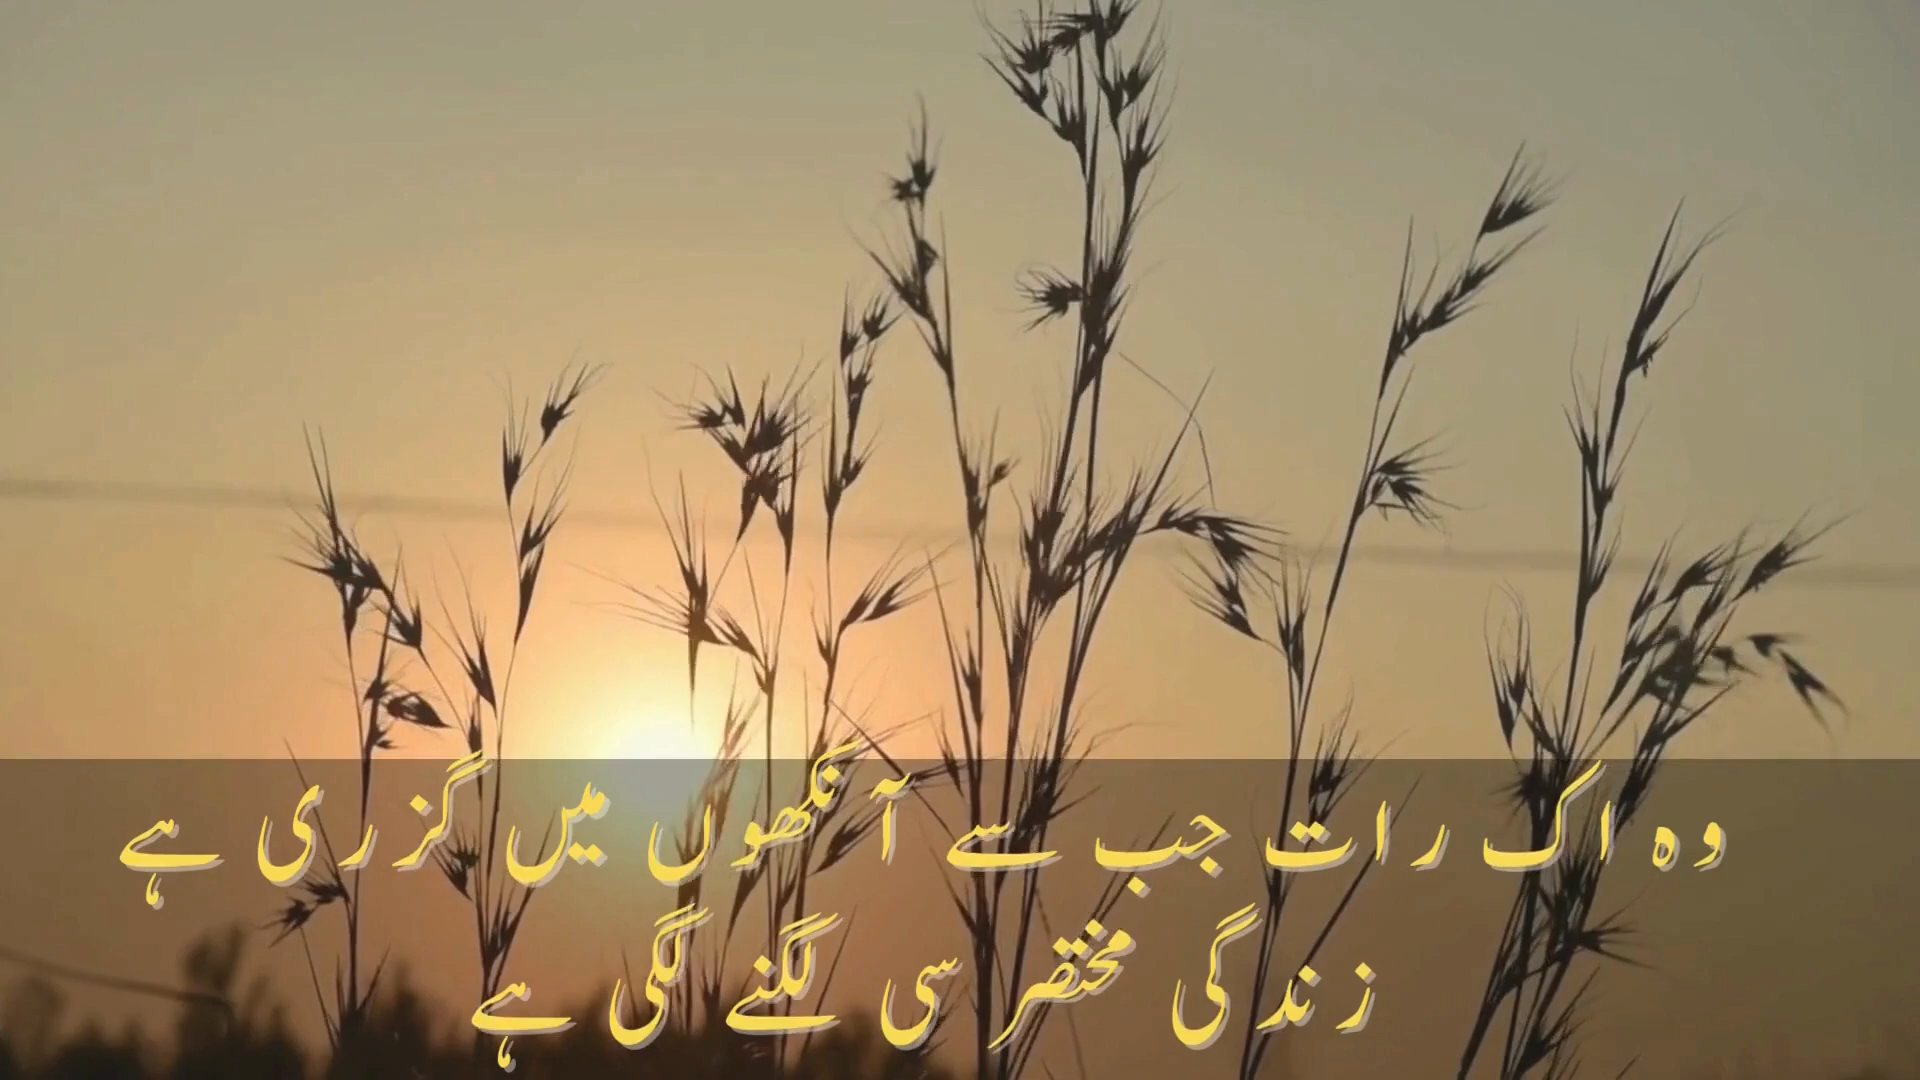 وہ اک رات جب سے آنکھوں میں گزری ہے
زندگی مختصر سی لگنے لگی ہے